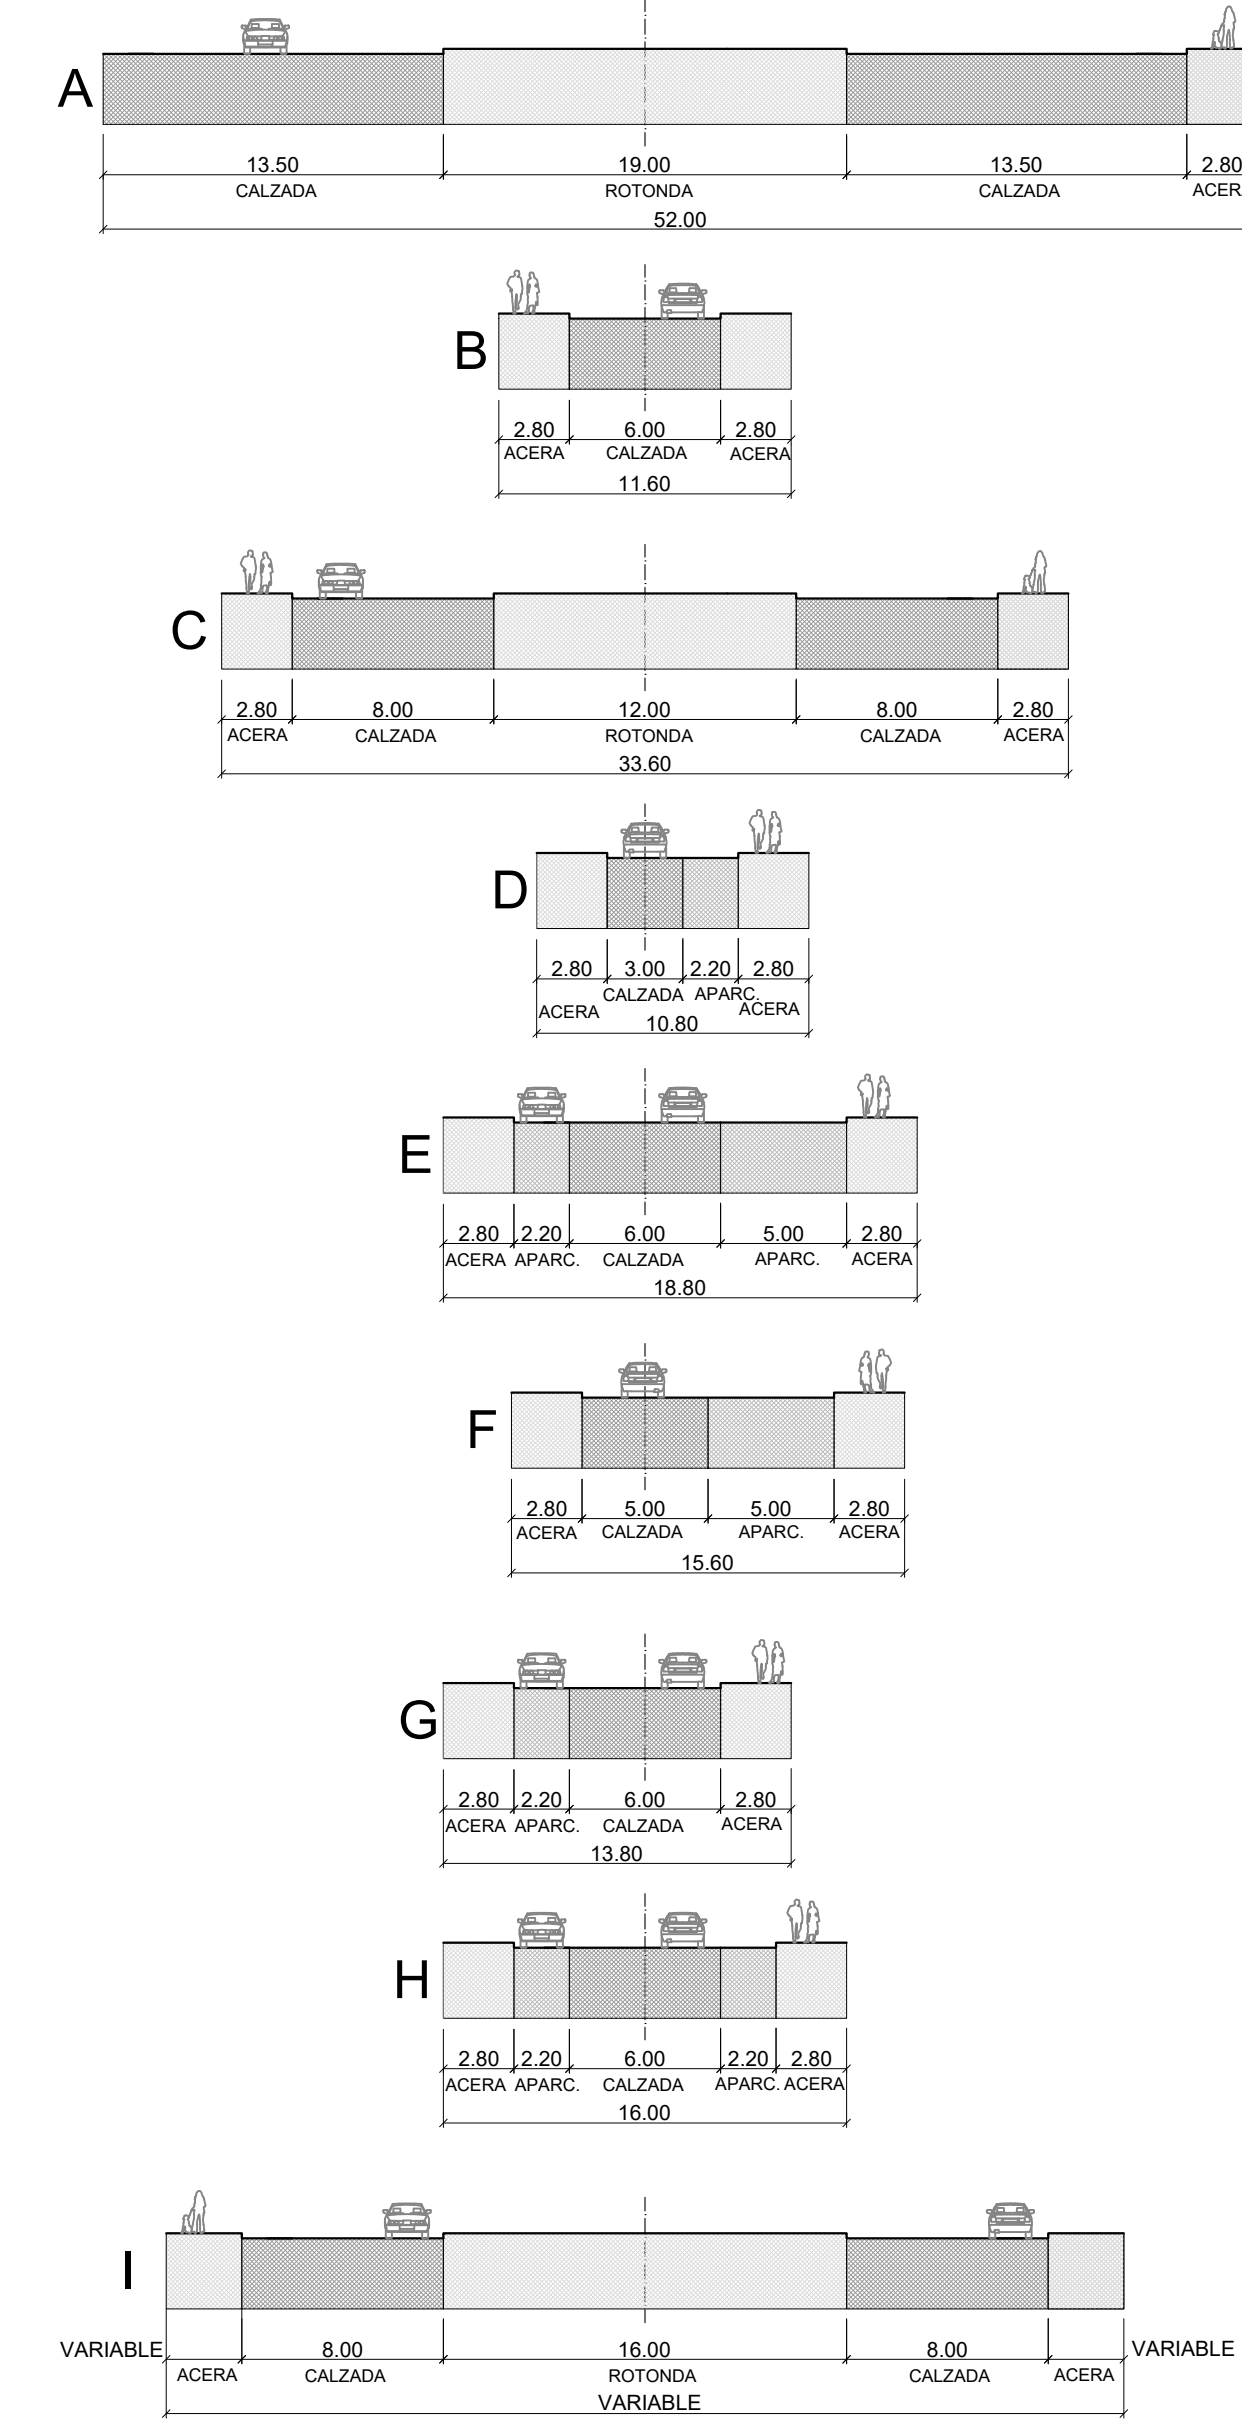 A
13.50 19.00 13.50 2.80
CALZADA ROTONDA CALZADA ACER
52.00
B
2.80 6.00 2.80
ACERA CALZADA ACERA
11.60
C
2.80 8.00 12.00 8.00 2.80
ACERA CALZADA ROTONDA CALZADA ACERA
33.60
D
2.80 3.00 2.20 2.80
CALZADA APARC.
ACERA ACERA
10.80
E
2.80 2.20 6.00 5.00 2.80
ACERA APARC. CALZADA APARC. ACERA
18.80
F
2.80 5.00 5.00 2.80
ACERA CALZADA APARC. ACERA
15.60
G
2.80 2.20 6.00 2.80
ACERA APARC. CALZADA ACERA
13.80
H
2.80 2.20 6.00 2.20 2.80
ACERA APARC. CALZADA APARC. ACERA
16.00
I
VARIABLE 8.00 16.00 8.00 VARIABLE
ACERA CALZADA ROTONDA CALZADA ACERA
VARIABLE